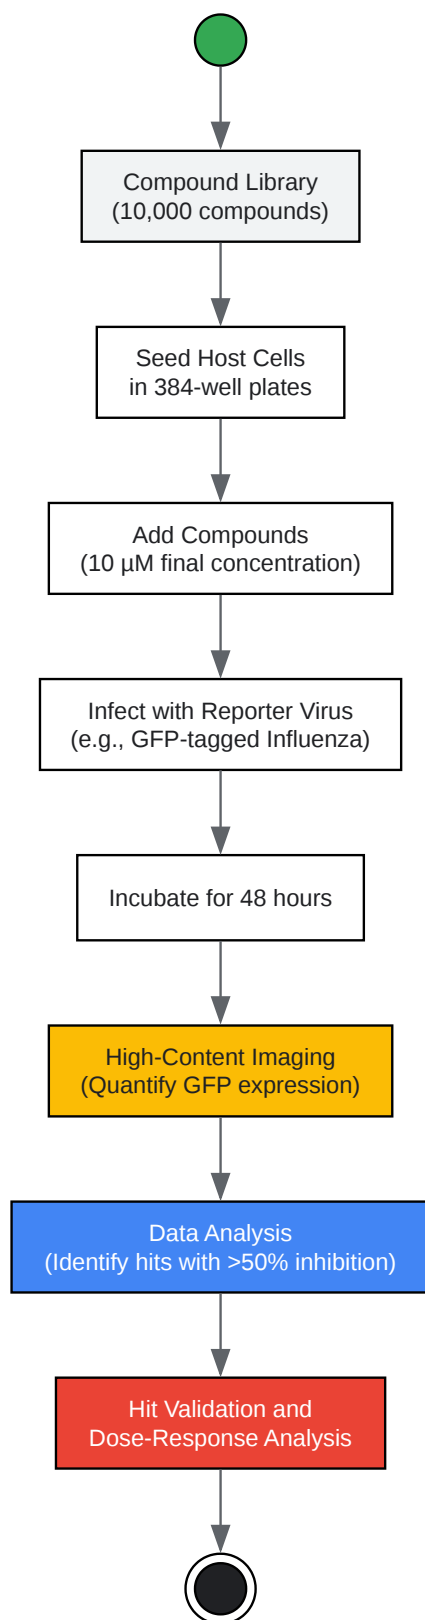 Compound Library
(10,000 compounds)
Seed Host Cells
in 384-well plates
Add Compounds
(10 µM final concentration)
Infect with Reporter Virus
(e.g., GFP-tagged Influenza)
Incubate for 48 hours
High-Content Imaging
(Quantify GFP expression)
Data Analysis
(Identify hits with >50% inhibition)
Hit Validation and
Dose-Response Analysis